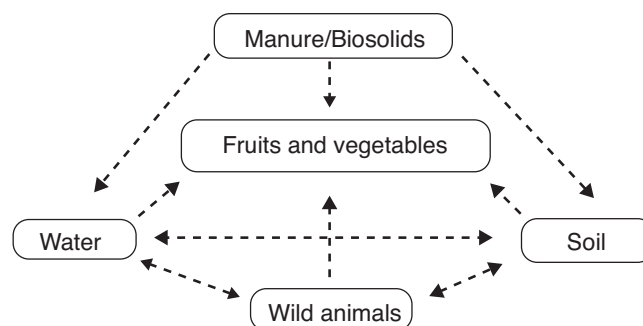 Manure/Biosolids
Fruits and vegetables
Water
Soil
Wild animals